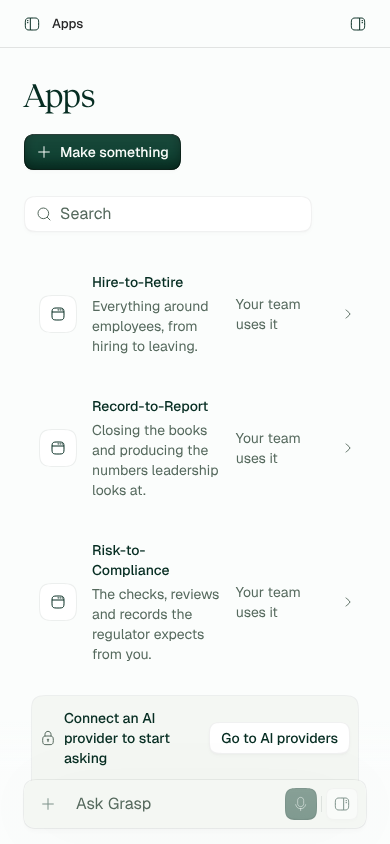 Apps
Apps
Make something
Search
Hire-to-Retire
Everything around
employees, from
hiring to leaving.
Your team
uses it
Record-to-Report
Closing the books
and producing the
numbers leadership
looks at.
Your team
uses it
Risk-to-
Compliance
The checks, reviews
and records the
regulator expects
from you.
Your team
uses it
Connect an AI
provider to start
asking
Go to AI providers
Ask Grasp